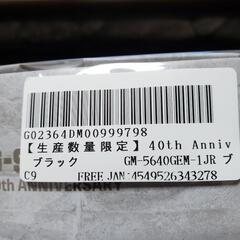 G02364DM00999798
【生産数量限定】40th Anniv
ブラック GM-5640GEM-1JR ブ
C9 FREE JAN:4549526343278
0th ANNIVERSARY